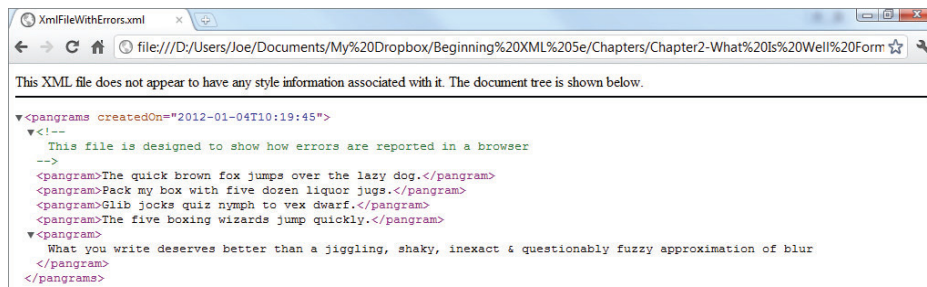 XmlFileWithErrors.xml
file:///D:/Users/Joe/Documents/My%20Dropbox/Beginning%20XML%205e/Chapters/Chapter2-What%20Is%20Well%20Form
This XML file does not appear to have any style information associated with it. The document tree is shown below.
▼<pangrams createdOn="2012-01-04T10:19:45">
▼<!--
This file is designed to show how errors are reported in a browser
-->
<pangram>The quick brown fox jumps over the lazy dog.</pangram>
<pangram>Pack my box with five dozen liquor jugs.</pangram>
<pangram>Glib jocks quiz nymph to vex dwarf.</pangram>
<pangram>The five boxing wizards jump quickly.</pangram>
▼<pangram>
What you write deserves better than a jiggling, shaky, inexact & questionably fuzzy approximation of blur
</pangram>
</pangrams>